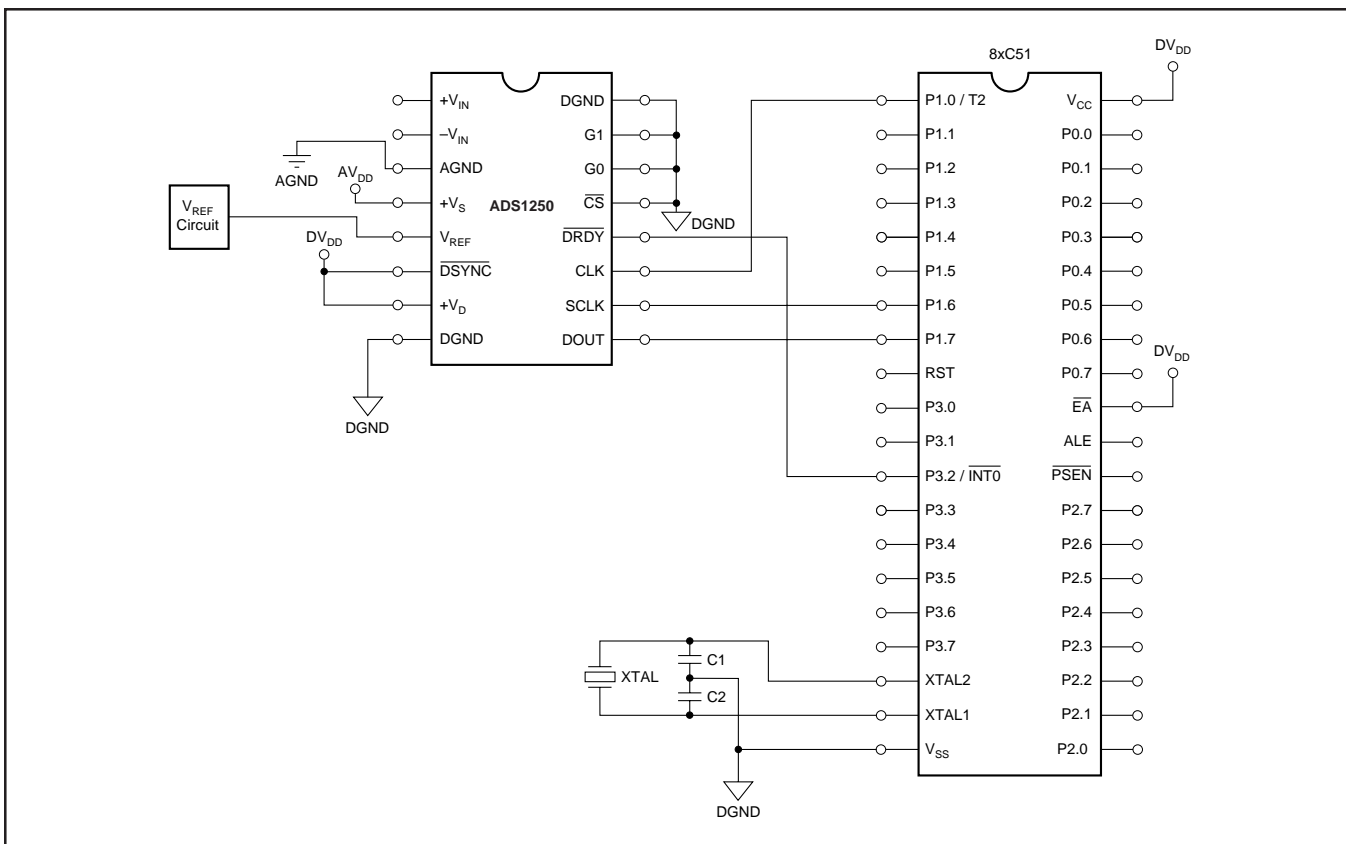 8xC51
DV_DD
+V_IN
–V_IN
AGND
+V_S
V_REF
DSYNC
+V_D
DGND
ADS1250
DGND
G1
G0
CS
DRDY
CLK
SCLK
DOUT
AGND
AV_DD
DV_DD
V_REF
Circuit
DGND
DGND
P1.0 / T2
P1.1
P1.2
P1.3
P1.4
P1.5
P1.6
P1.7
RST
P3.0
P3.1
P3.2 / INT0
P3.3
P3.4
P3.5
P3.6
P3.7
XTAL2
XTAL1
V_SS
V_CC
P0.0
P0.1
P0.2
P0.3
P0.4
P0.5
P0.6
P0.7
EA
ALE
PSEN
P2.7
P2.6
P2.5
P2.4
P2.3
P2.2
P2.1
P2.0
DV_DD
XTAL
C1
C2
DGND